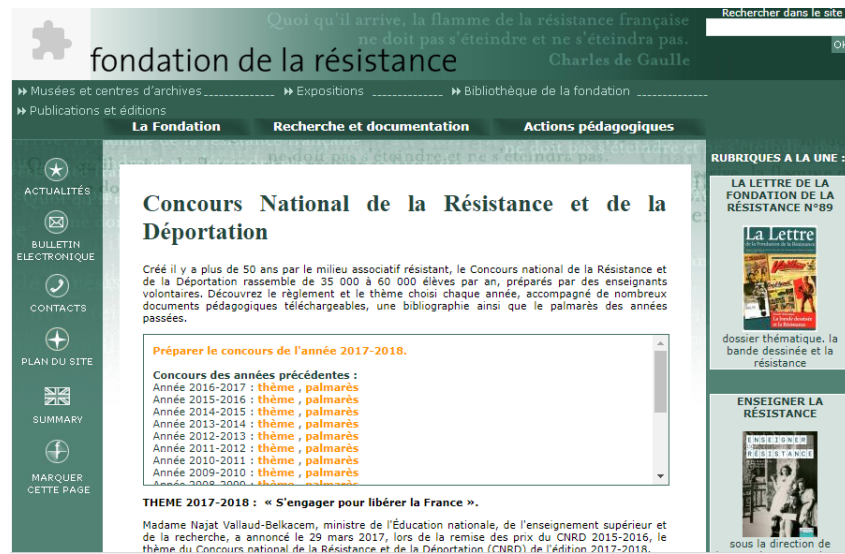 Quoi qu'il arrive, la flamme de la résistance française
ne doit pas s'éteindre et ne s'éteindra pas.
Charles de Gaulle
fondation de la résistance
Rechercher dans le site
Musées et centres d'archives
Expositions
Bibliothèque de la fondation
Publications et éditions
La Fondation
Recherche et documentation
Actions pédagogiques
ACTUALITÉS
BULLETIN
ELECTRONIQUE
CONTACTS
PLAN DU SITE
SUMMARY
MARQUER
CETTE PAGE
Concours National de la Résistance et de la
Déportation
Créé il y a plus de 50 ans par le milieu associatif résistant, le Concours national de la Résistance et
de la Déportation rassemble de 35 000 à 60 000 élèves par an, préparés par des enseignants
volontaires. Découvrez le règlement et le thème choisi chaque année, accompagné de nombreux
documents pédagogiques téléchargeables, une bibliographie ainsi que le palmarès des années
passées.
Préparer le concours de l'année 2017-2018.
Concours des années précédentes :
Année 2016-2017 : thème , palmarès
Année 2015-2016 : thème , palmarès
Année 2014-2015 : thème , palmarès
Année 2013-2014 : thème , palmarès
Année 2012-2013 : thème , palmarès
Année 2011-2012 : thème , palmarès
Année 2010-2011 : thème , palmarès
Année 2009-2010 : thème , palmarès
Année 2008-2009 : thème , palmarès
THEME 2017-2018 : « S'engager pour libérer la France ».
Madame Najat Vallaud-Belkacem, ministre de l'Éducation nationale, de l'enseignement supérieur et
de la recherche, a annoncé le 29 mars 2017, lors de la remise des prix du CNRD 2015-2016, le
thème du Concours national de la Résistance et de la Déportation (CNRD) de l'édition 2017-2018.
RUBRIQUES A LA UNE :
LA LETTRE DE LA
FONDATION DE LA
RÉSISTANCE N°89
La Lettre
de la Fondation de la Résistance
dossier thématique. la
bande dessinée et la
résistance
ENSEIGNER LA
RÉSISTANCE
ENSEIGNER
LA
RÉSISTANCE
sous la direction de